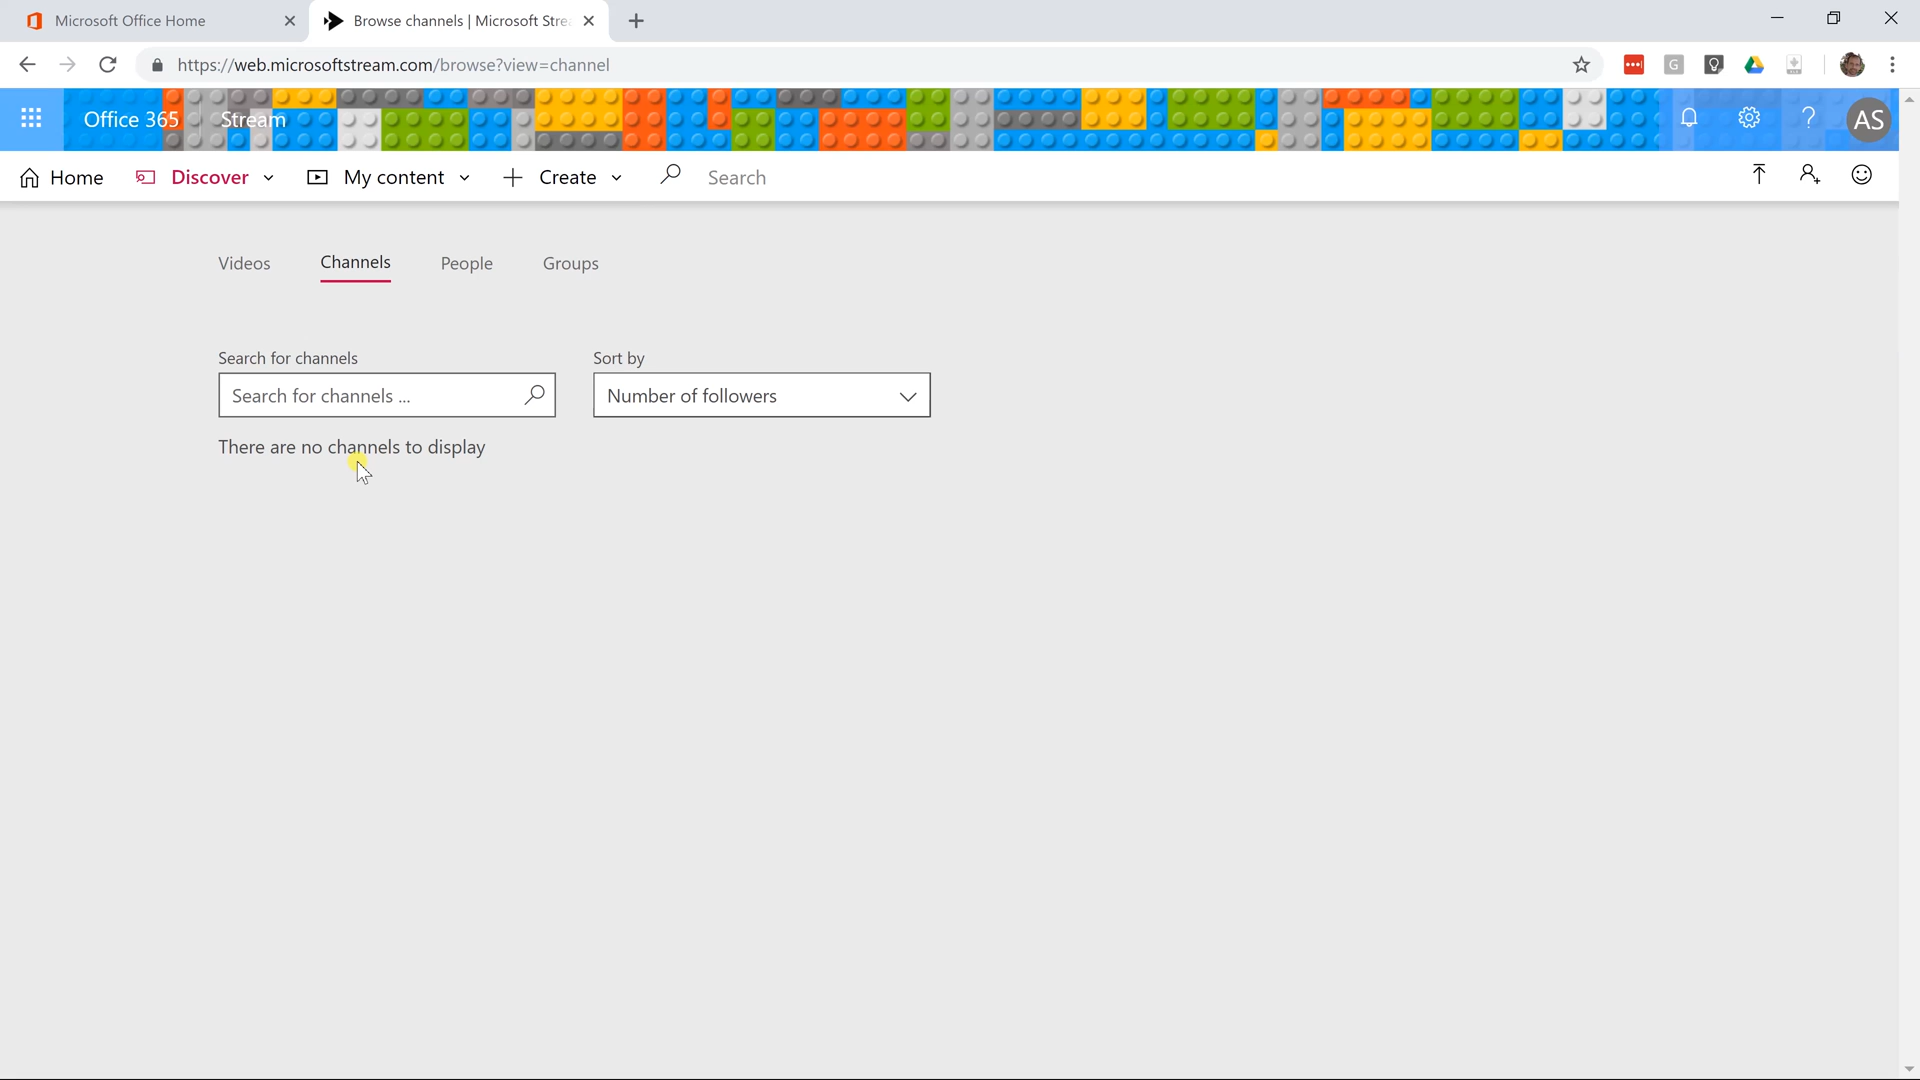 Microsoft Office Home
Browse channels | Microsoft Stre
https://web.microsoftstream.com/browse?view=channel
G
Office 365
Stream
AS
Home
Discover
My content
Create
Search
Videos
Channels
People
Groups
Search for channels
Sort by
Search for channels ...
Number of followers
There are no channels to display